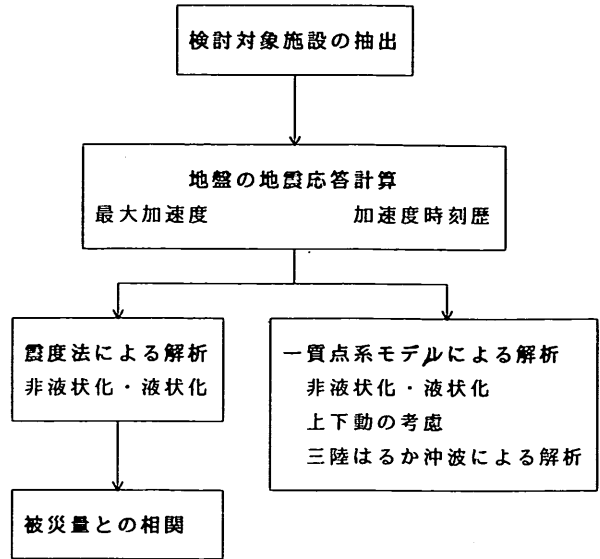 検討対象施設の抽出
地盤の地震応答計算
最大加速度 加速度時刻歴
震度法による解析
非液状化・液状化
一質点系モデルによる解析
非液状化・液状化
上下動の考慮
三陸はるか沖波による解析
被災量との相関